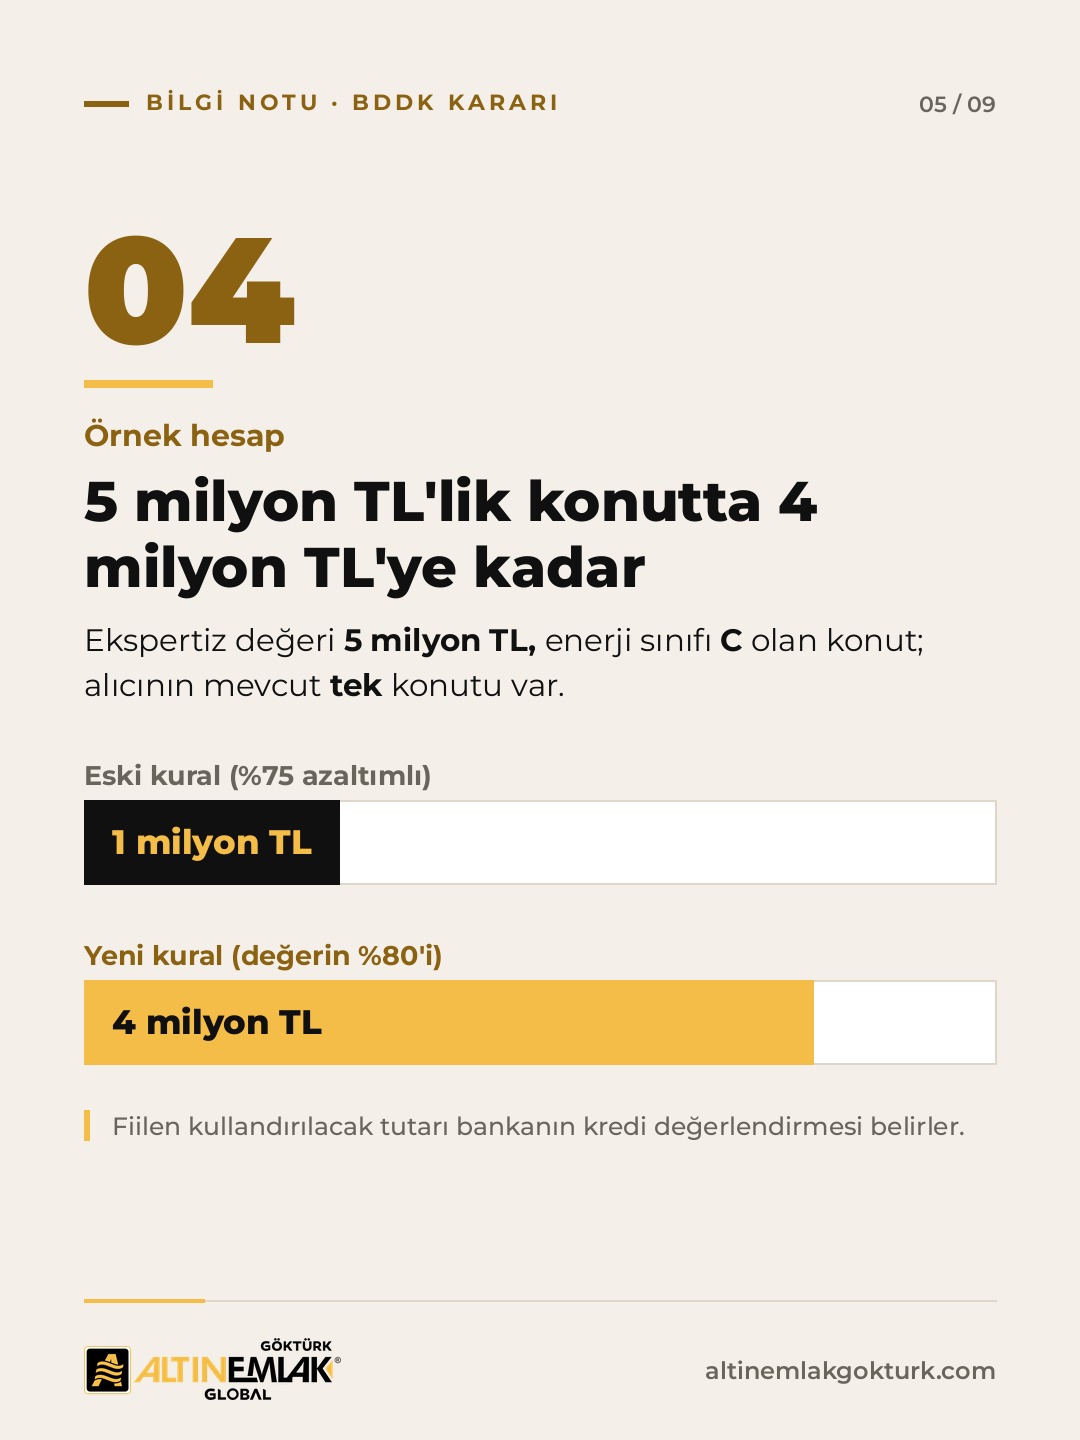 BİLGİ NOTU · BDDK KARARI
05 / 09
04
Örnek hesap
5 milyon TL'lik konutta 4
milyon TL'ye kadar
Ekspertiz değeri 5 milyon TL, enerji sınıfı C olan konut;
alıcının mevcut tek konutu var.
Eski kural (%75 azaltımlı)
1 milyon TL
Yeni kural (değerin %80'i)
4 milyon TL
Fiilen kullandırılacak tutarı bankanın kredi değerlendirmesi belirler.
GÖKTÜRK
ALTINEMLAK®
GLOBAL
altinemlakgokturk.com